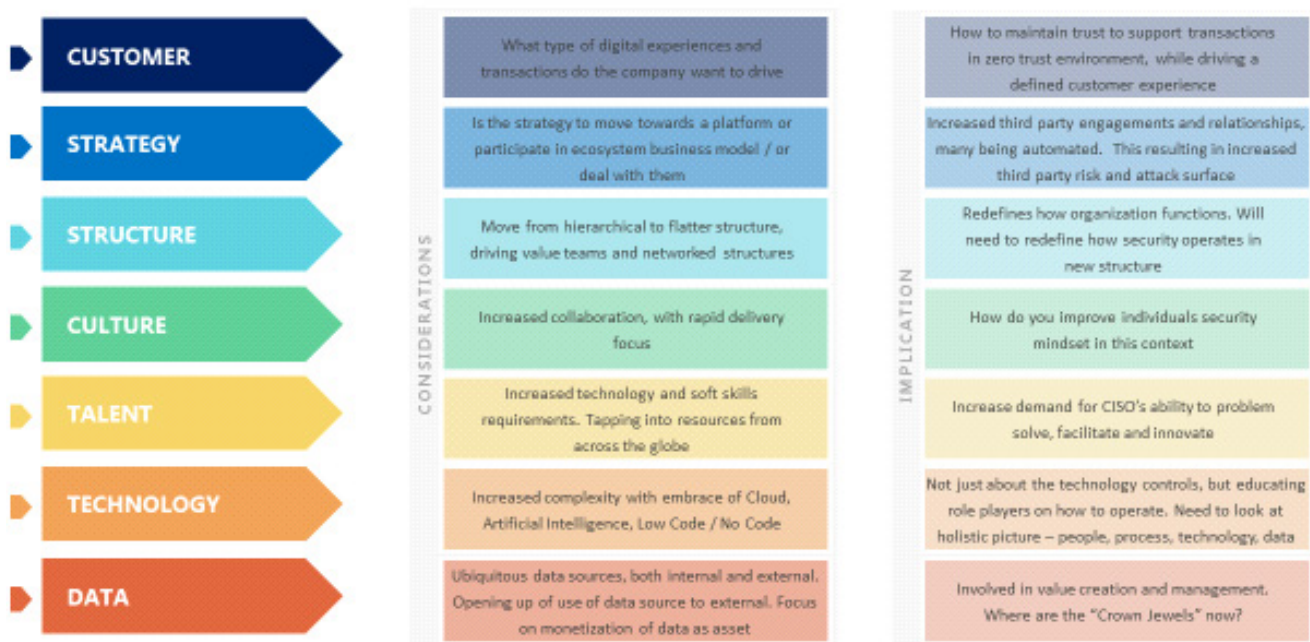 CUSTOMER
What type of digital experiences and
transactions do the company want to drive
How to maintain trust to support transactions
in zero trust environment, while driving a
defined customer experience
STRATEGY
Is the strategy to move towards a platform or
participate in ecosystem business model / or
deal with them
Increased third party engagements and relationships,
many being automated. This resulting in increased
third party risk and attack surface
STRUCTURE
Move from hierarchical to flatter structure,
driving value teams and networked structures
Redefines how organization functions. Will
need to redefine how security operates in
new structure
CONSIDERATIONS
IMPLICATION
CULTURE
Increased collaboration, with rapid delivery
focus
How do you improve individuals security
mindset in this context
TALENT
Increased technology and soft skills
requirements. Tapping into resources from
across the globe
Increase demand for CISO's ability to problem
solve, facilitate and innovate
TECHNOLOGY
Increased complexity with embrace of Cloud,
Artificial Intelligence, Low Code / No Code
Not just about the technology controls, but educating
role players on how to operate. Need to look at
holistic picture – people, process, technology, data
DATA
Ubiquitous data sources, both internal and external.
Opening up of use of data source to external. Focus
on monetization of data as asset
Involved in value creation and management.
Where are the "Crown Jewels" now?